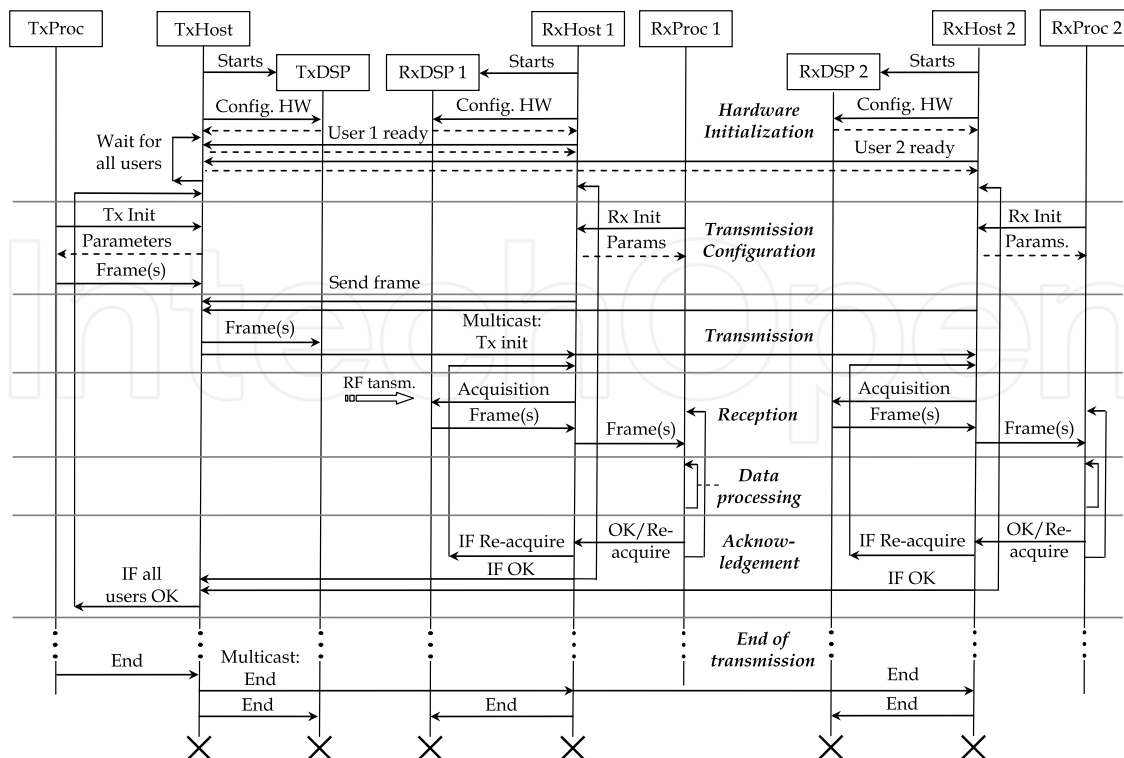 TxProc
TxHost
RxHost 1
RxProc 1
RxHost 2
RxProc 2
Starts
TxDSP
RxDSP 1
Starts
RxDSP 2
Starts
Config. HW
Config. HW
Hardware
Initialization
Config. HW
Wait for
all users
User 1 ready
User 2 ready
Tx Init
Rx Init
Transmission
Configuration
Rx Init
Parameters
Params
Params.
Frame(s)
Send frame
Frame(s)
Multicast:
Tx init
Transmission
RF tansm.
Acquisition
Acquisition
Frame(s)
Frame(s)
Reception
Frame(s)
Frame(s)
Data
processing
IF Re-acquire
OK/Re-
acquire
Acknow-
ledgement
IF Re-acquire
OK/Re-
acquire
IF OK
IF OK
IF all
users OK
End of
transmission
End
Multicast:
End
End
End
End
End
IntechOpen